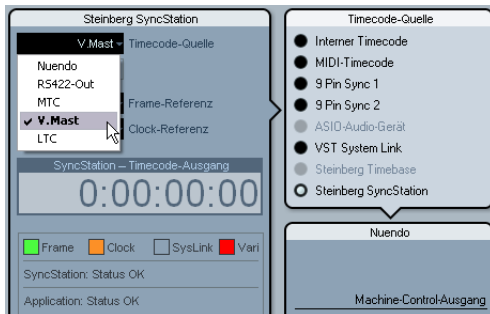 Steinberg SyncStation
V.Mast Timecode-Quelle
Nuendo
RS422-Out
MTC
V.Mast
LTC
Frame-Referenz
Clock-Referenz
SyncStation – Timecode-Ausgang
0:00:00:00
Frame Clock SysLink Vari
SyncStation: Status OK
Application: Status OK
Timecode-Quelle
Interner Timecode
MIDI-Timecode
9 Pin Sync 1
9 Pin Sync 2
ASIO-Audio-Gerät
VST System Link
Steinberg Timebase
Steinberg SyncStation
Nuendo
Machine-Control-Ausgang